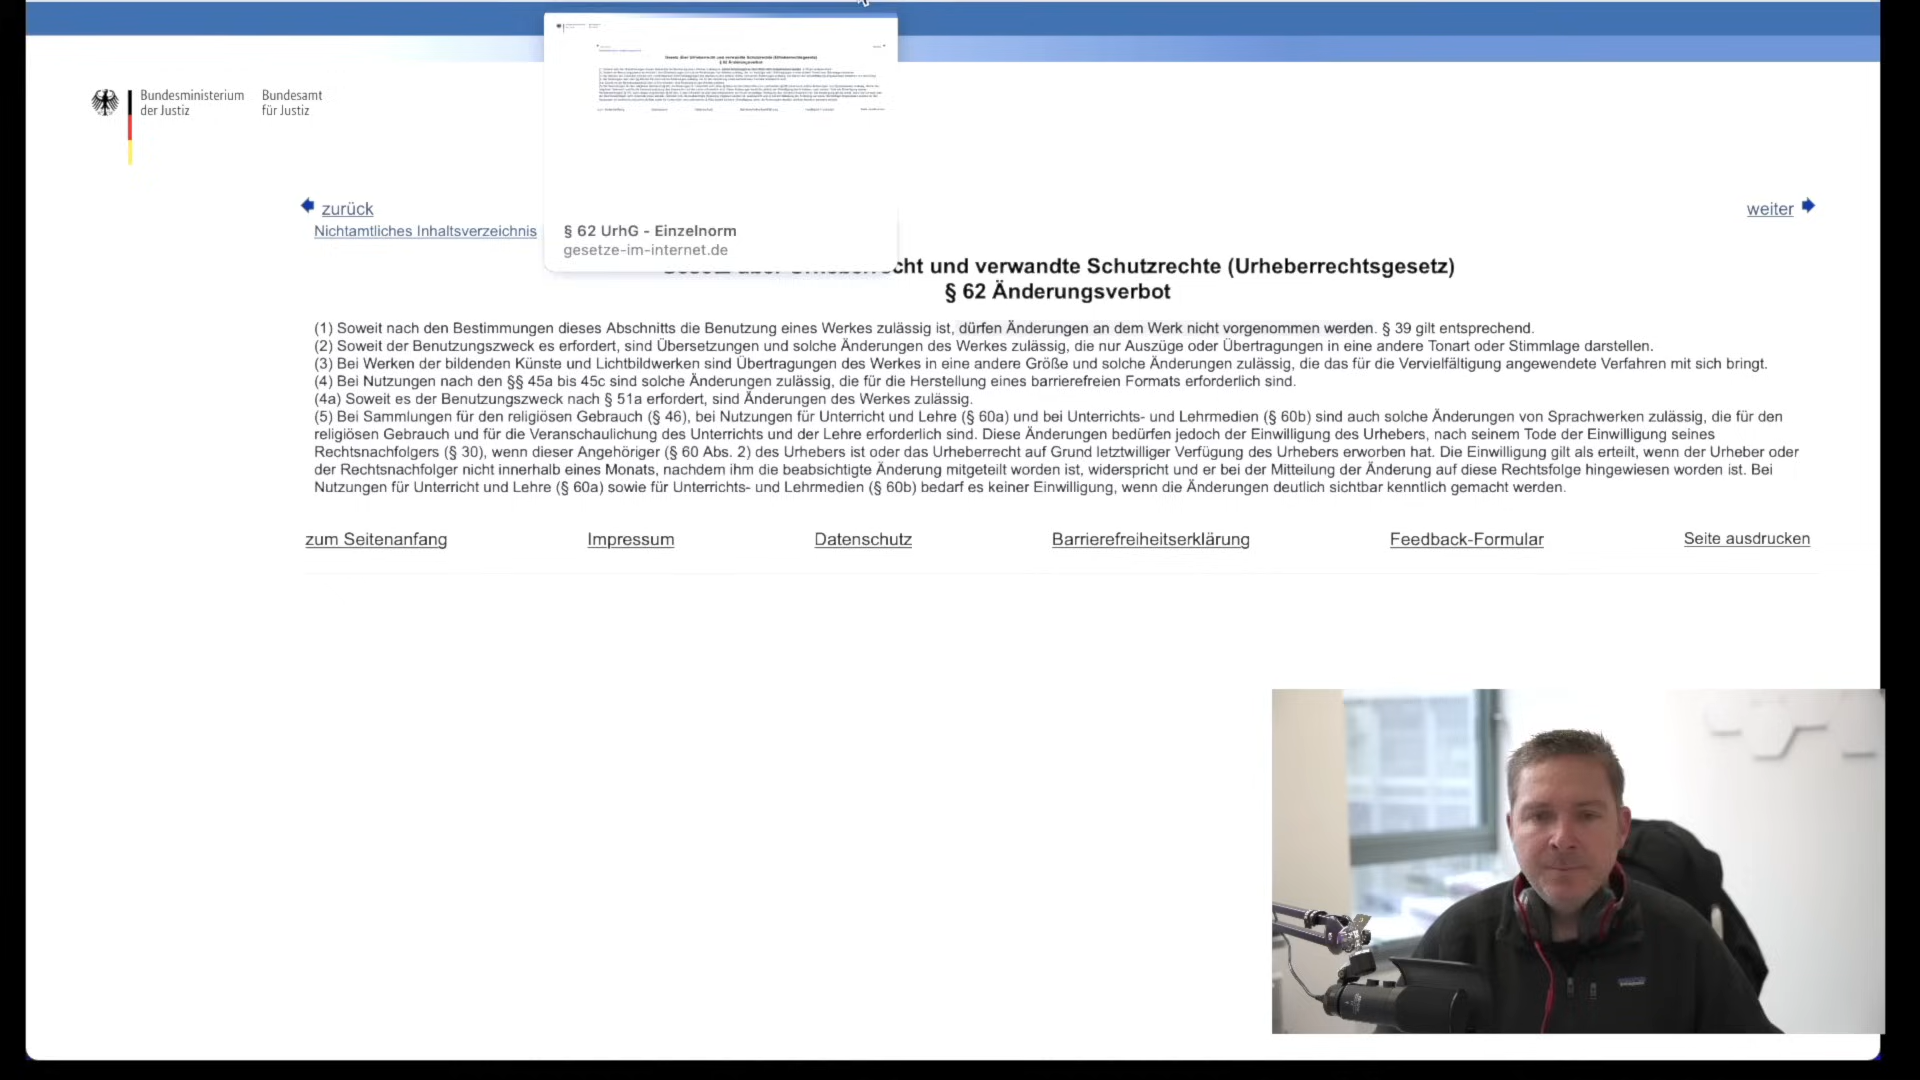 Bundesministerium
der Justiz
Bundesamt
für Justiz
zurück
weiter
Nichtamtliches Inhaltsverzeichnis
§ 62 UrhG - Einzelnorm
gesetze-im-internet.de
und verwandte Schutzrechte (Urheberrechtsgesetz)
§ 62 Änderungsverbot
(1) Soweit nach den Bestimmungen dieses Abschnitts die Benutzung eines Werkes zulässig ist, dürfen Änderungen an dem Werk nicht vorgenommen werden. § 39 gilt entsprechend.
(2) Soweit der Benutzungszweck es erfordert, sind Übersetzungen und solche Änderungen des Werkes zulässig, die nur Auszüge oder Übertragungen in eine andere Tonart oder Stimmlage darstellen.
(3) Bei Werken der bildenden Künste und Lichtbildwerken sind Übertragungen des Werkes in eine andere Größe und solche Änderungen zulässig, die das für die Vervielfältigung angewendete Verfahren mit sich bringt.
(4) Bei Nutzungen nach den §§ 45a bis 45c sind solche Änderungen zulässig, die für die Herstellung eines barrierefreien Formats erforderlich sind.
(4a) Soweit es der Benutzungszweck nach § 51a erfordert, sind Änderungen des Werkes zulässig.
(5) Bei Sammlungen für den religiösen Gebrauch (§ 46), bei Nutzungen für Unterricht und Lehre (§ 60a) und bei Unterrichts- und Lehrmedien (§ 60b) sind auch solche Änderungen von Sprachwerken zulässig, die für den
religiösen Gebrauch und für die Veranschaulichung des Unterrichts und der Lehre erforderlich sind. Diese Änderungen bedürfen jedoch der Einwilligung des Urhebers, nach seinem Tode der Einwilligung seines
Rechtsnachfolgers (§ 30), wenn dieser Angehöriger (§ 60 Abs. 2) des Urhebers ist oder das Urheberrecht auf Grund letztwilliger Verfügung des Urhebers erworben hat. Die Einwilligung gilt als erteilt, wenn der Urheber oder
der Rechtsnachfolger nicht innerhalb eines Monats, nachdem ihm die beabsichtigte Änderung mitgeteilt worden ist, widerspricht und er bei der Mitteilung der Änderung auf diese Rechtsfolge hingewiesen worden ist. Bei
Nutzungen für Unterricht und Lehre (§ 60a) sowie für Unterrichts- und Lehrmedien (§ 60b) bedarf es keiner Einwilligung, wenn die Änderungen deutlich sichtbar kenntlich gemacht werden.
zum Seitenanfang
Impressum
Datenschutz
Barrierefreiheitserklärung
Feedback-Formular
Seite ausdrucken